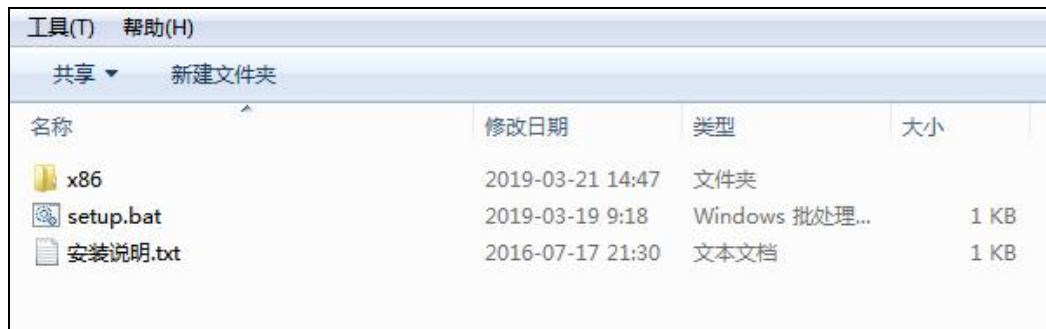 工具(T) 帮助(H)
共享 新建文件夹
名称 修改日期 类型 大小
x86 2019-03-21 14:47 文件夹
setup.bat 2019-03-19 9:18 Windows 批处理... 1 KB
安装说明.txt 2016-07-17 21:30 文本文档 1 KB